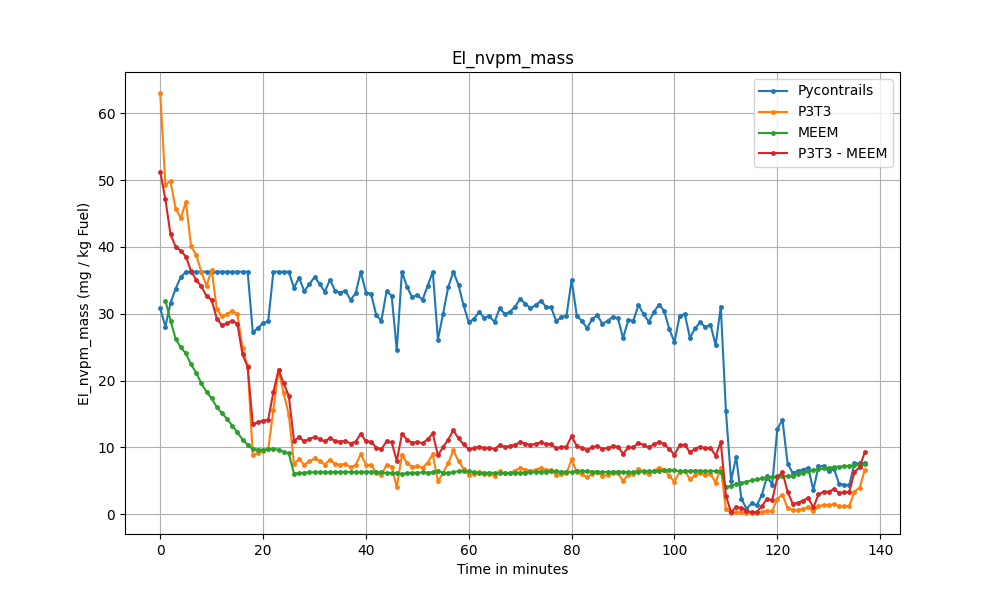 EI_nvpm_mass
Pycontrails
P3T3
MEEM
P3T3 - MEEM
EI_nvpm_mass (mg / kg Fuel)
60
50
40
30
20
10
0
0 20 40 60 80 100 120 140
Time in minutes